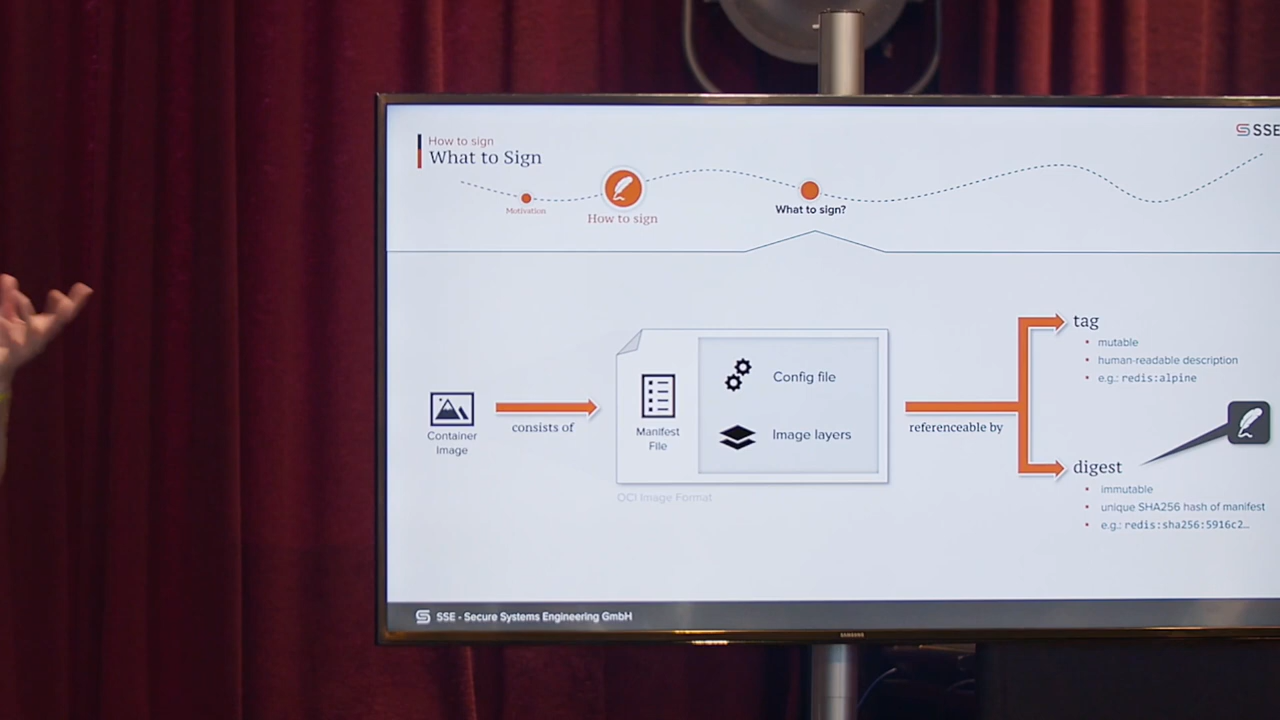 How to sign
What to Sign
SSE
Motivation
How to sign
What to sign?
Container
Image
consists of
Manifest
File
Config file
Image layers
OCI Image Format
referenceable by
tag
• mutable
• human-readable description
• e.g.: redis:alpine
digest
• immutable
• unique SHA256 hash of manifest
• e.g.: redis:sha256:5916c2...
SSE - Secure Systems Engineering GmbH
SAMSUNG